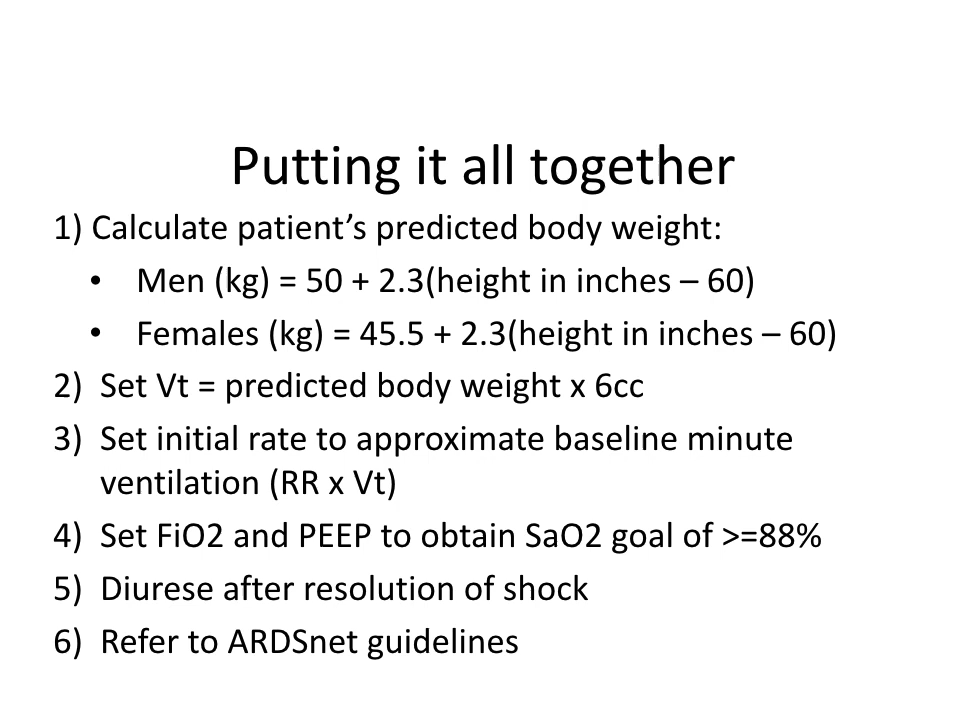 Putting it all together
1) Calculate patient’s predicted body weight:
• Men (kg) = 50 + 2.3(height in inches – 60)
• Females (kg) = 45.5 + 2.3(height in inches – 60)
2) Set Vt = predicted body weight x 6cc
3) Set initial rate to approximate baseline minute
ventilation (RR x Vt)
4) Set FiO2 and PEEP to obtain SaO2 goal of >=88%
5) Diurese after resolution of shock
6) Refer to ARDSnet guidelines